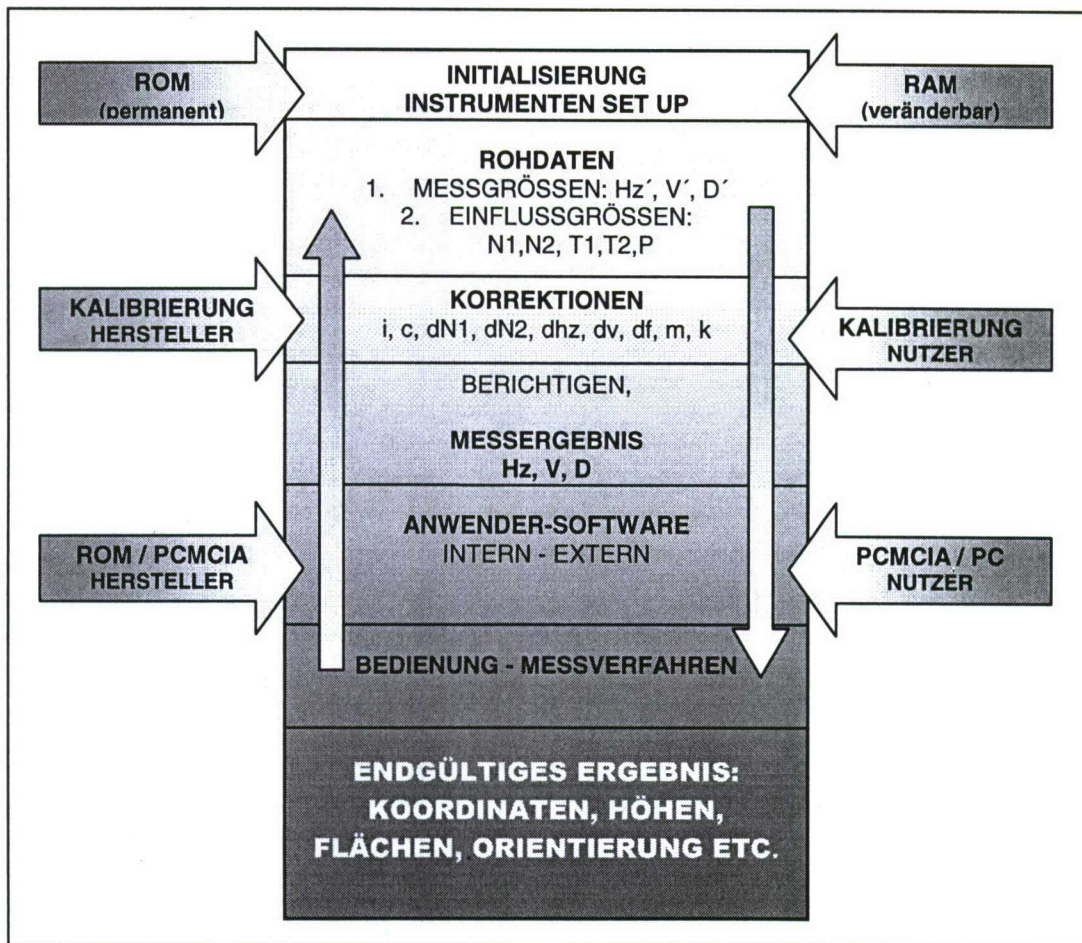 ROM
(permanent)
INITIALISIERUNG
INSTRUMENTEN SET UP
RAM
(veränderbar)
ROHDATEN
1. MESSGRÖSSEN: Hz´, V´, D´
2. EINFLUSSGRÖSSEN:
N1,N2, T1,T2,P
KALIBRIERUNG
HERSTELLER
KORREKTIONEN
i, c, dN1, dN2, dhz, dv, df, m, k
KALIBRIERUNG
NUTZER
BERICHTIGEN,
MESSERGEBNIS
Hz, V, D
ROM / PCMCIA
HERSTELLER
ANWENDER-SOFTWARE
INTERN - EXTERN
PCMCIA / PC
NUTZER
BEDIENUNG - MESSVERFAHREN
ENDGÜLTIGES ERGEBNIS:
KOORDINATEN, HÖHEN,
FLÄCHEN, ORIENTIERUNG ETC.